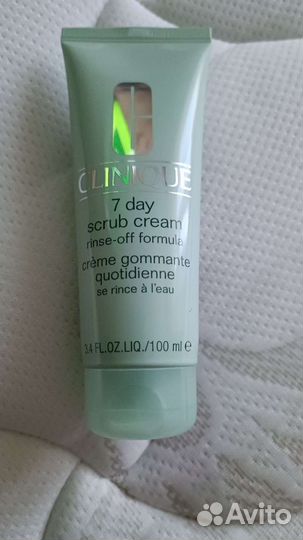 CLINIQUE
7 day
scrub cream
rinse-off formula
crème gommante
quotidienne
se rince à l'eau
3.4 FL.OZ.LIQ./100 ml ℮
Avito